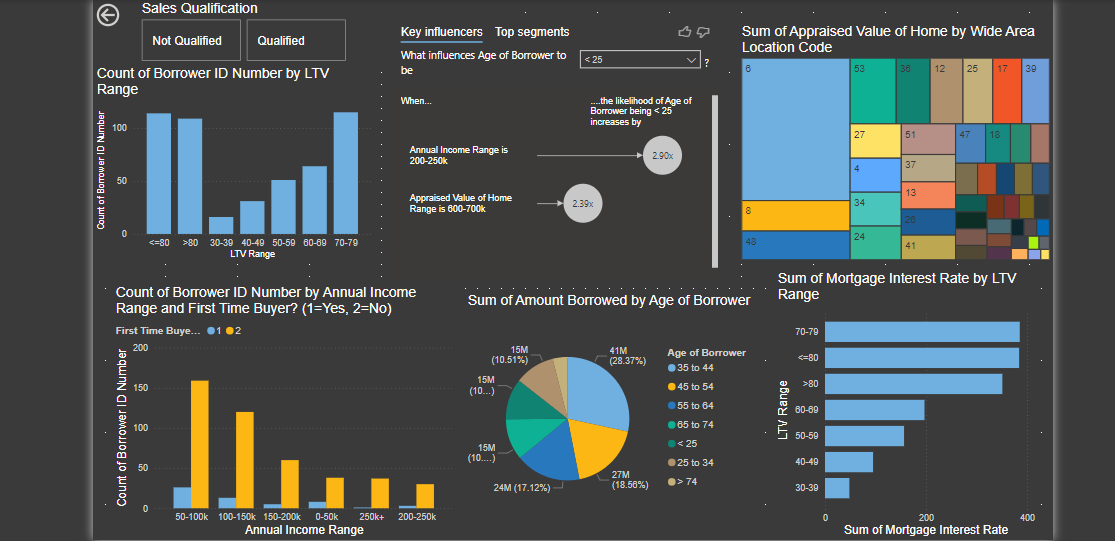 Sales Qualification
Not Qualified
Qualified
Count of Borrower ID Number by LTV
Range
Count of Borrower ID Number
100
50
0
<=80
>80
30-39
40-49
50-59
60-69
70-79
LTV Range
Key influencers
Top segments
What influences Age of Borrower to
be
< 25
?
When...
....the likelihood of Age of
Borrower being < 25
increases by
Annual Income Range is
200-250k
2.90x
Appraised Value of Home
Range is 600-700k
2.39x
Sum of Appraised Value of Home by Wide Area
Location Code
6
8
48
53
36
12
25
17
39
27
4
34
24
51
37
13
26
41
47
18
Count of Borrower ID Number by Annual Income
Range and First Time Buyer? (1=Yes, 2=No)
First Time Buye...
1
2
Count of Borrower ID Number
200
150
100
50
0
50-100k
100-150k
150-200k
0-50k
250k+
200-250k
Annual Income Range
Sum of Amount Borrowed by Age of Borrower
41M
(28.37%)
27M
(18.56%)
24M (17.12%)
15M
(10....)
15M
(10...)
15M
(10.51%)
Age of Borrower
35 to 44
45 to 54
55 to 64
65 to 74
< 25
25 to 34
> 74
Sum of Mortgage Interest Rate by LTV
Range
LTV Range
70-79
<=80
>80
60-69
50-59
40-49
30-39
0
200
400
Sum of Mortgage Interest Rate